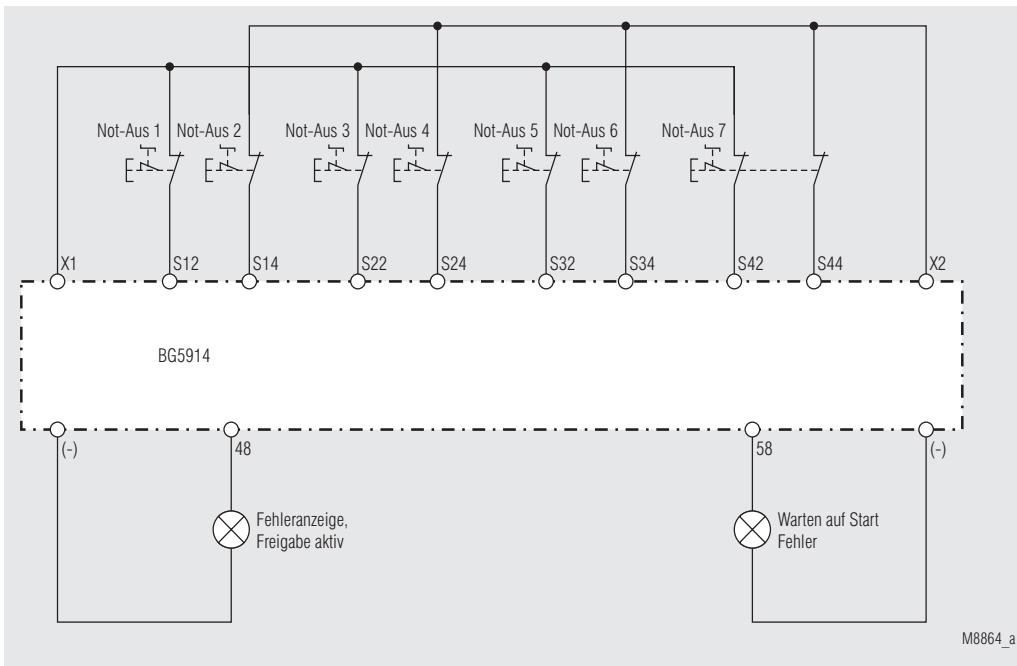 Not-Aus 1
Not-Aus 2
Not-Aus 3
Not-Aus 4
Not-Aus 5
Not-Aus 6
Not-Aus 7
X1
S12
S14
S22
S24
S32
S34
S42
S44
X2
BG5914
(-)
48
58
(-)
Fehleranzeige,
Freigabe aktiv
Warten auf Start
Fehler
M8864_a